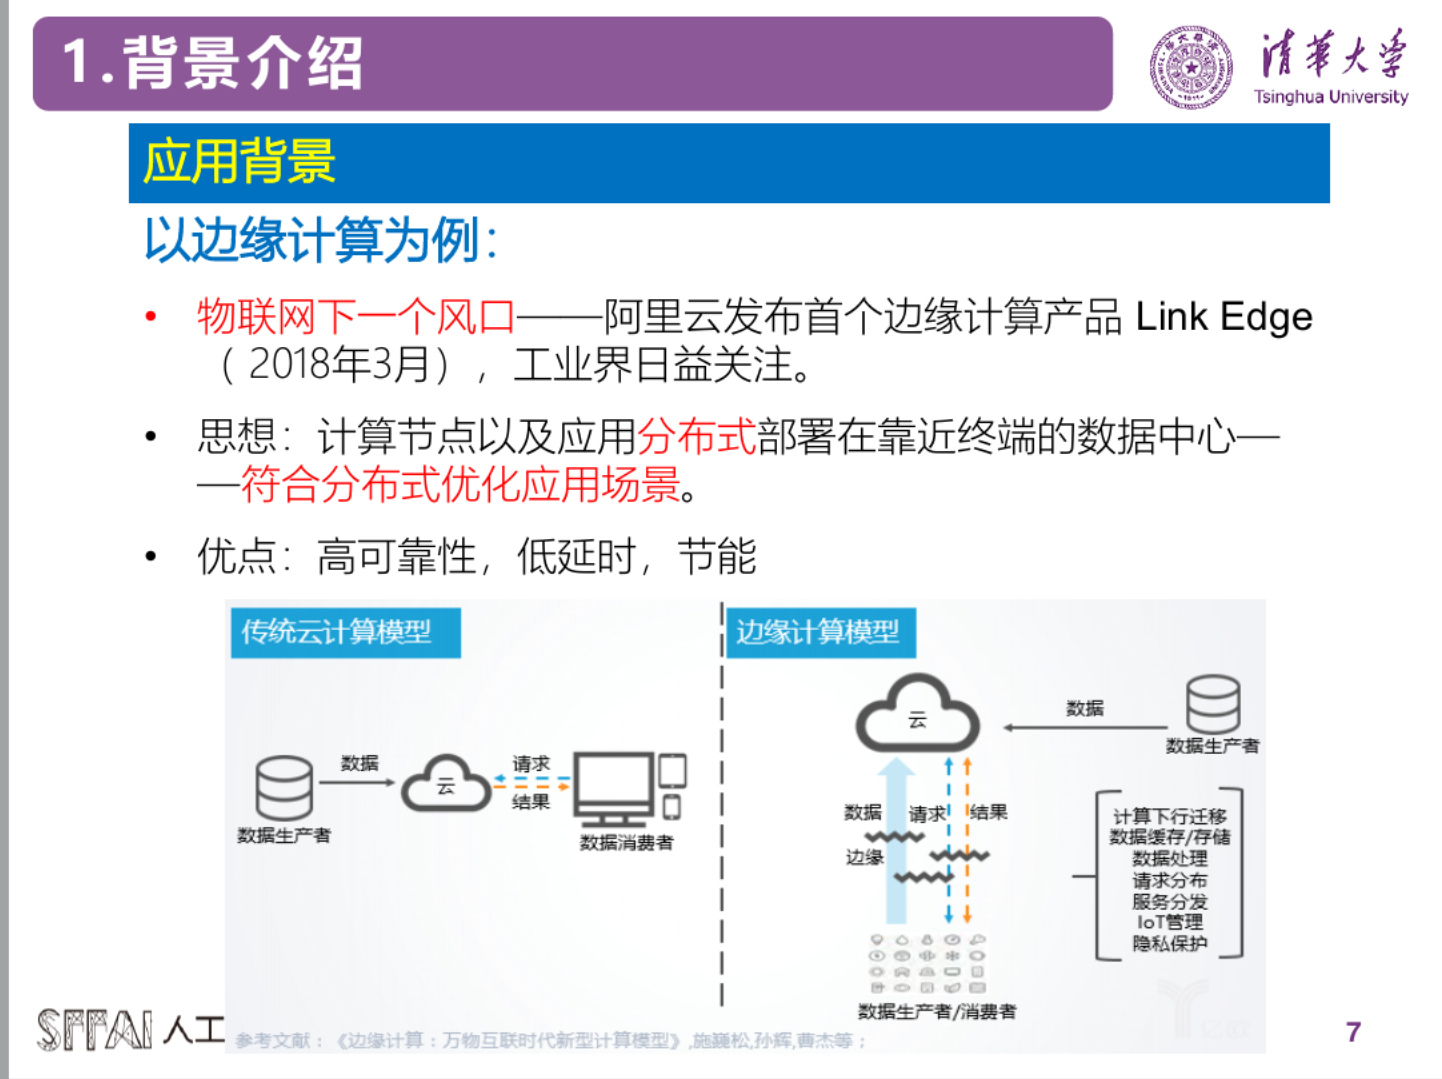 1.背景介绍
清华大学
Tsinghua University
应用背景
以边缘计算为例：
• 物联网下一个风口——阿里云发布首个边缘计算产品 Link Edge
（ 2018年3月），工业界日益关注。
• 思想：计算节点以及应用分布式部署在靠近终端的数据中心—
—符合分布式优化应用场景。
• 优点：高可靠性，低延时，节能
传统云计算模型
数据
云
请求
结果
数据生产者
数据消费者
边缘计算模型
云
数据
数据生产者
数据
请求
结果
边缘
计算下行迁移
数据缓存/存储
数据处理
请求分布
服务分发
IoT管理
隐私保护
数据生产者/消费者
SFFAI 人工
参考文献：《边缘计算：万物互联时代新型计算模型》,施巍松,孙辉,曹杰等；
7